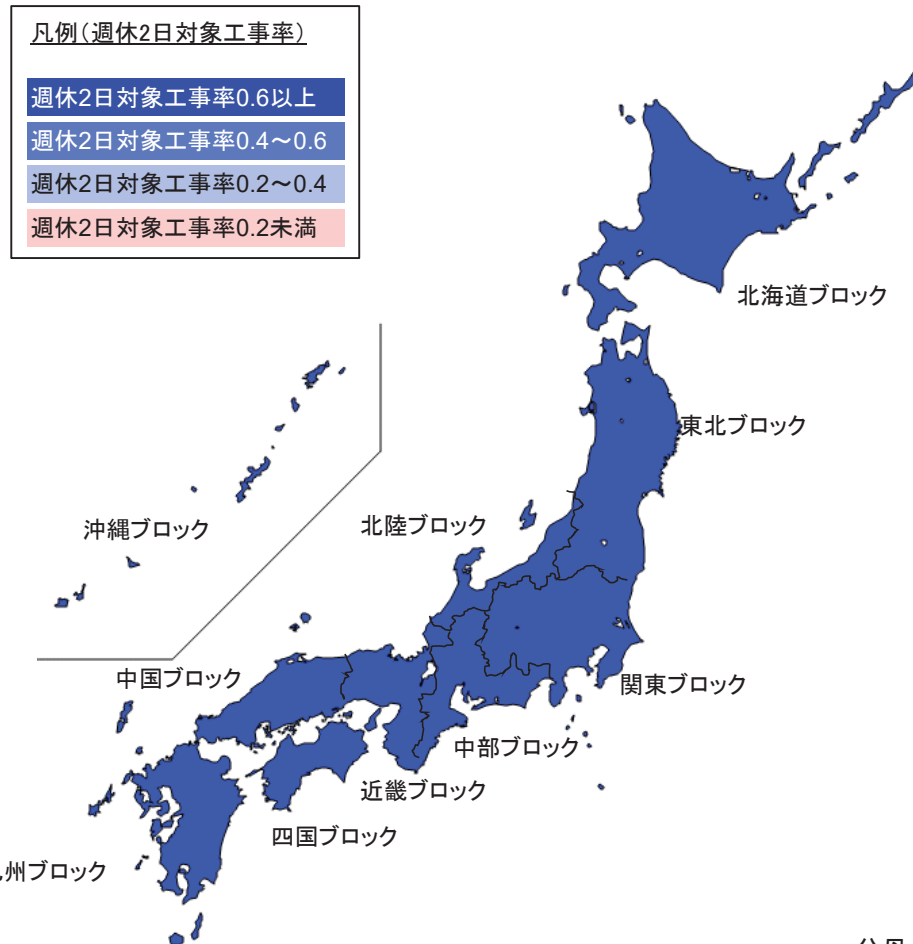 凡例(週休2日対象工事率)
週休2日対象工事率0.6以上
週休2日対象工事率0.4～0.6
週休2日対象工事率0.2～0.4
週休2日対象工事率0.2未満
北海道ブロック
東北ブロック
北陸ブロック
沖縄ブロック
中国ブロック
関東ブロック
中部ブロック
近畿ブロック
四国ブロック
州ブロック